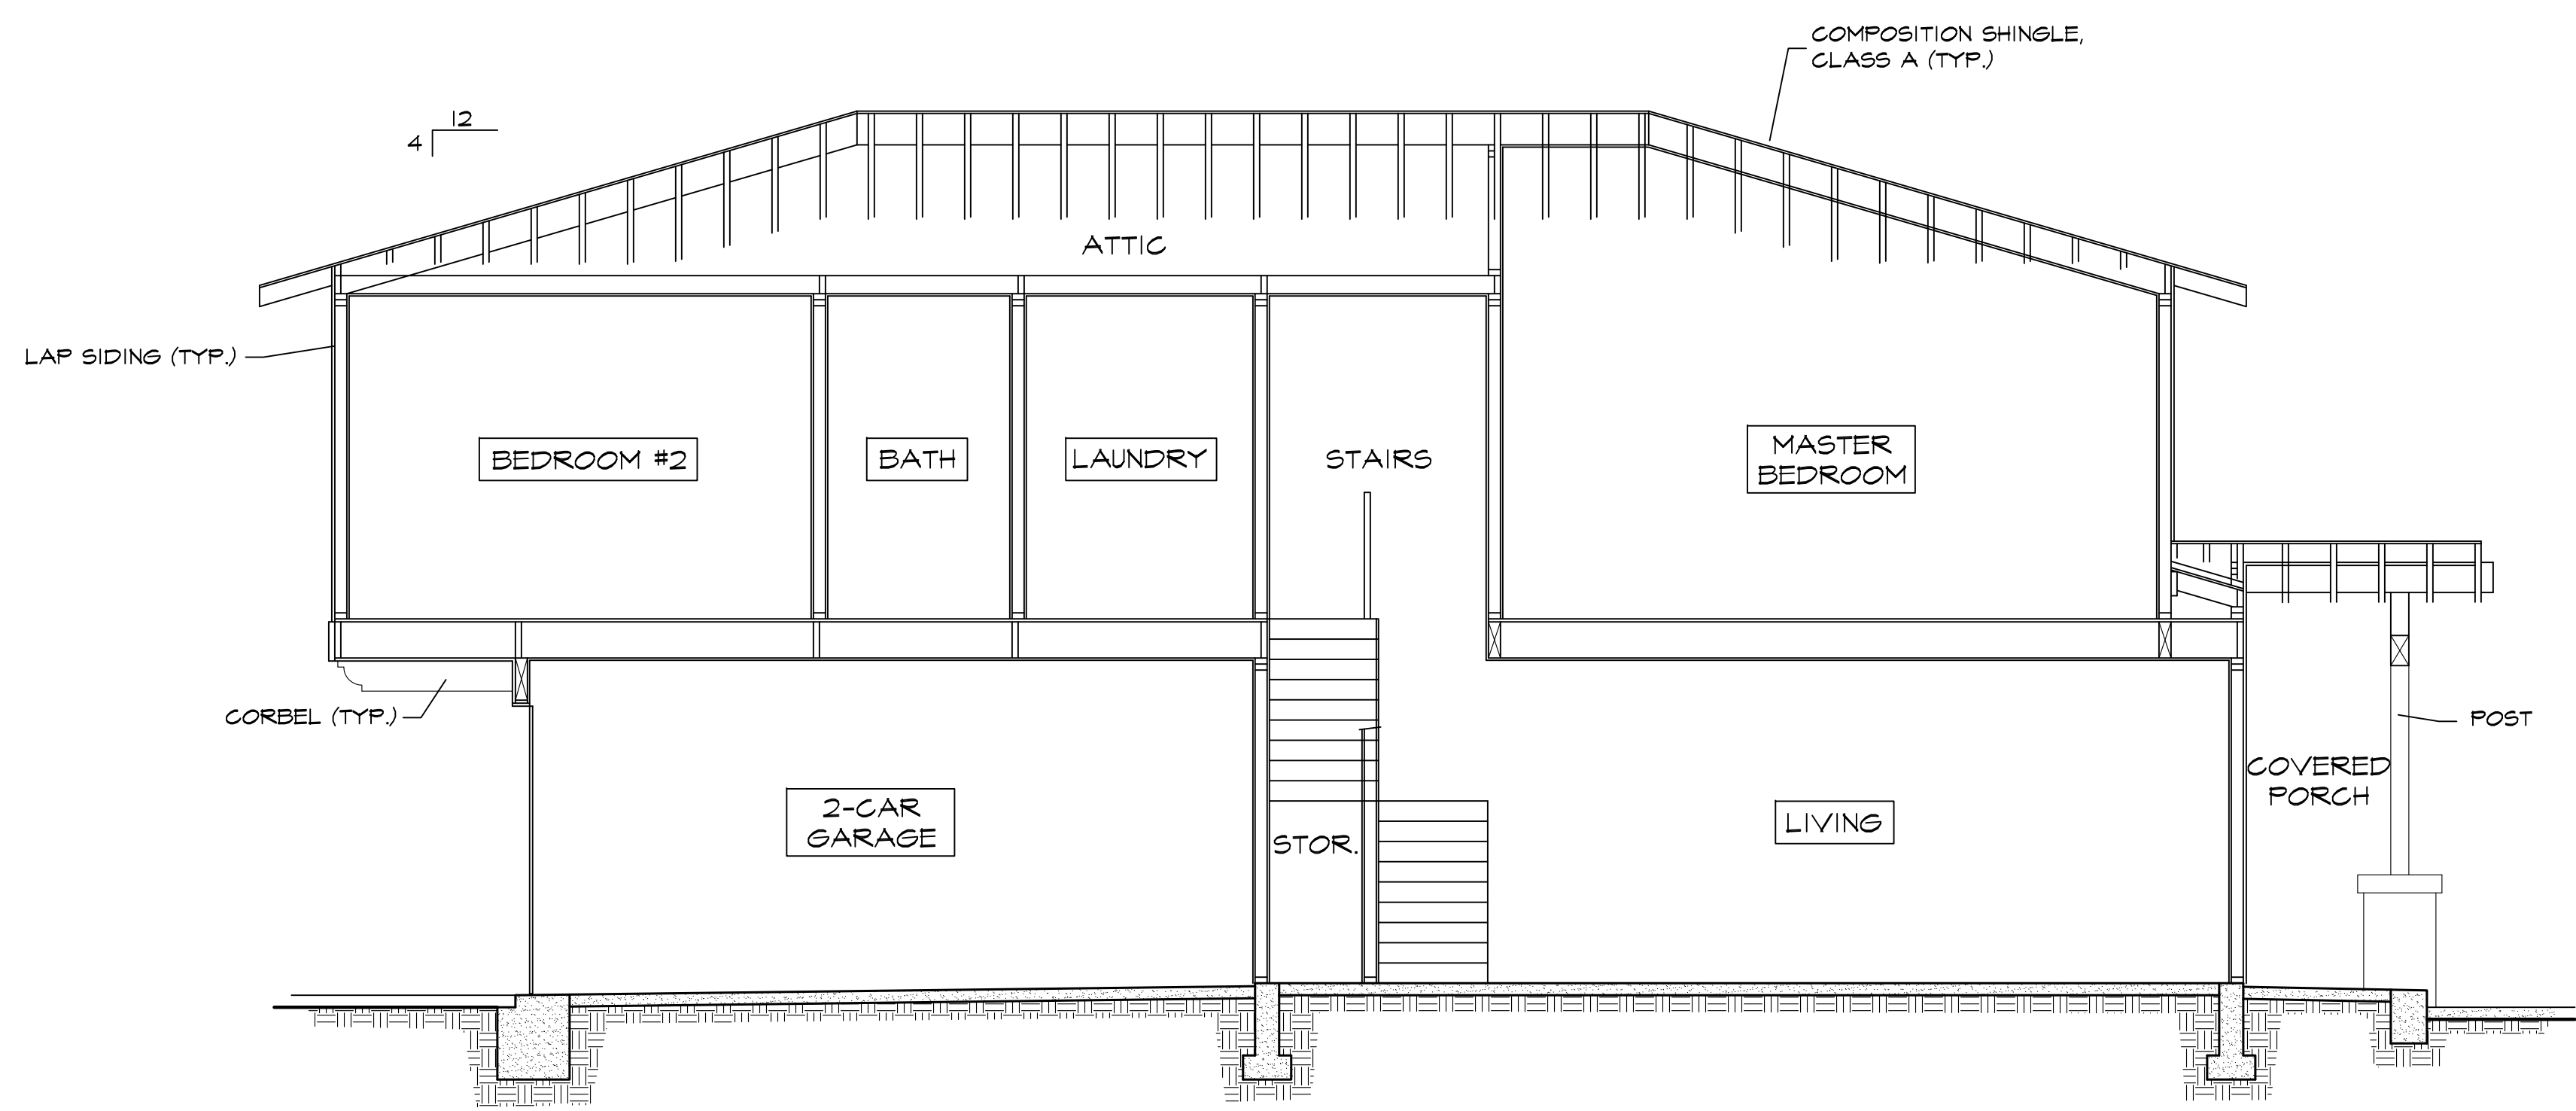 COMPOSITION SHINGLE,
CLASS A (TYP.)
12
4
ATTIC
LAP SIDING (TYP.)
BEDROOM #2
BATH
LAUNDRY
STAIRS
MASTER
BEDROOM
CORBEL (TYP.)
POST
COVERED
PORCH
2-CAR
GARAGE
STOR.
LIVING